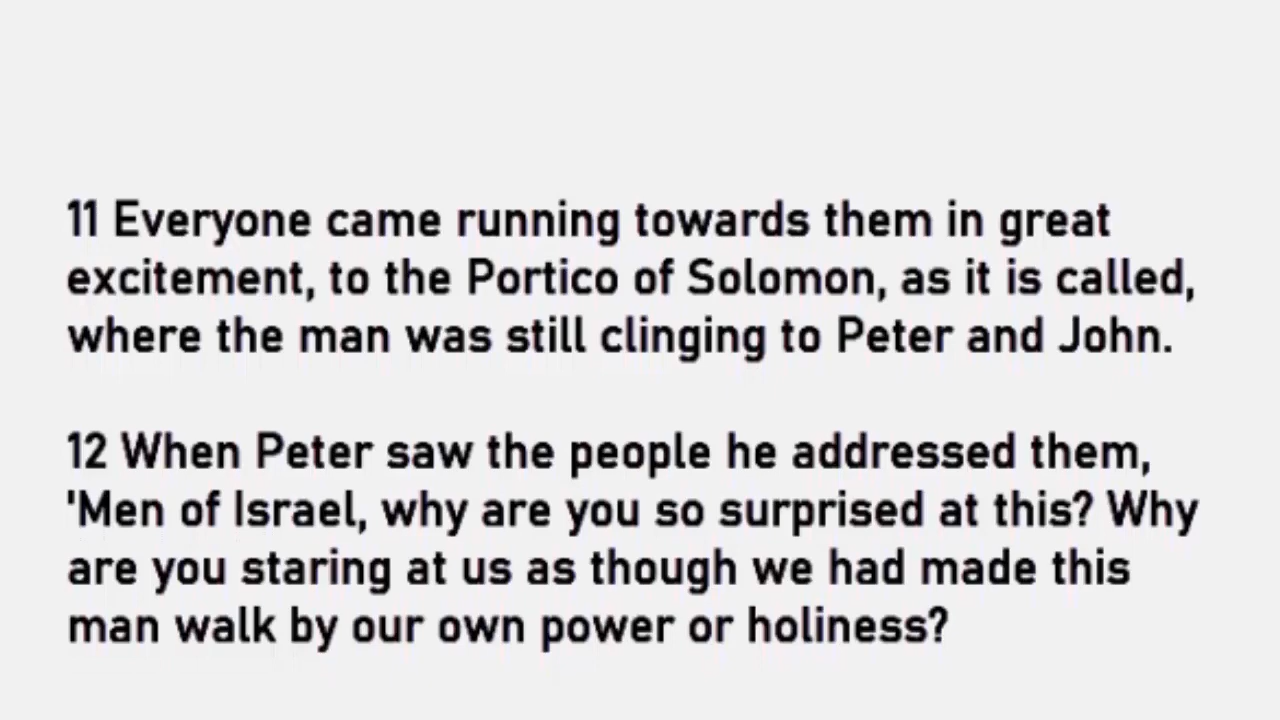 11 Everyone came running towards them in great
excitement, to the Portico of Solomon, as it is called,
where the man was still clinging to Peter and John.
12 When Peter saw the people he addressed them,
'Men of Israel, why are you so surprised at this? Why
are you staring at us as though we had made this
man walk by our own power or holiness?